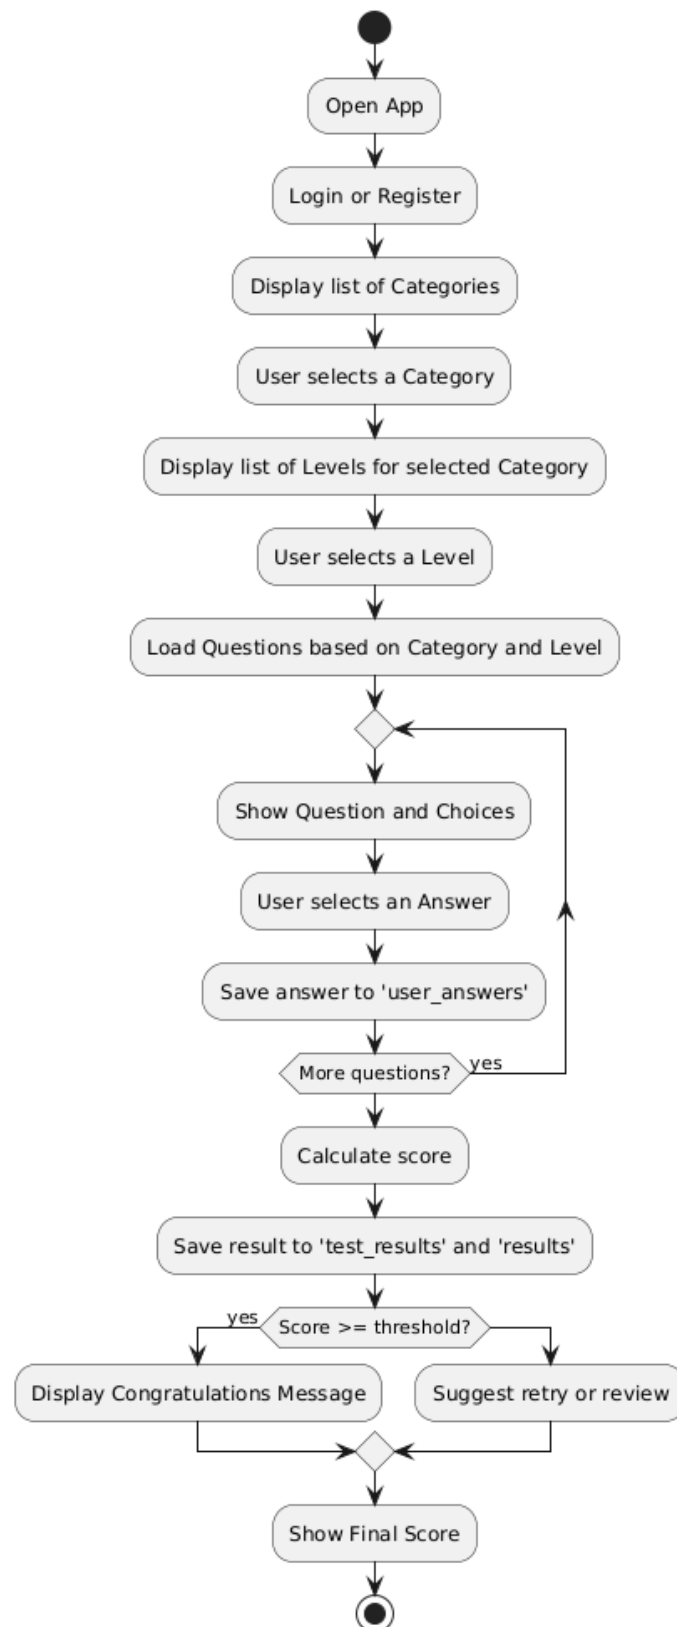 Open App
Login or Register
Display list of Categories
User selects a Category
Display list of Levels for selected Category
User selects a Level
Load Questions based on Category and Level
Show Question and Choices
User selects an Answer
Save answer to 'user_answers'
More questions?
yes
Calculate score
Save result to 'test_results' and 'results'
yes
Score >= threshold?
Display Congratulations Message
Suggest retry or review
Show Final Score